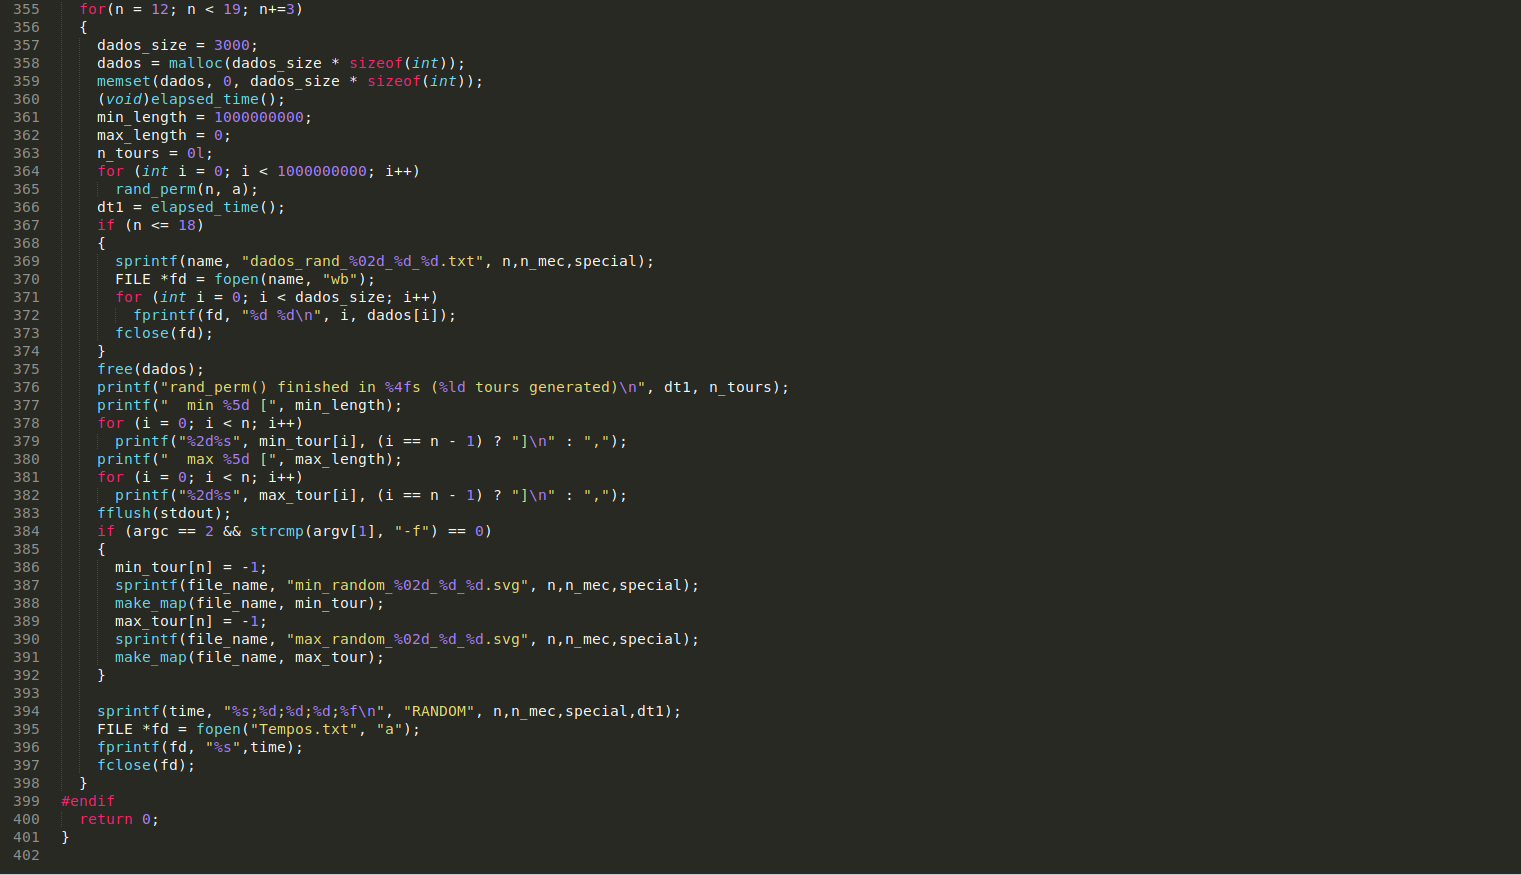 355   for(n = 12; n < 19; n+=3)
356   {
357     dados_size = 3000;
358     dados = malloc(dados_size * sizeof(int));
359     memset(dados, 0, dados_size * sizeof(int));
360     (void)elapsed_time();
361     min_length = 1000000000;
362     max_length = 0;
363     n_tours = 0l;
364     for (int i = 0; i < 1000000000; i++)
365       rand_perm(n, a);
366     dt1 = elapsed_time();
367     if (n <= 18)
368     {
369       sprintf(name, "dados_rand_%02d_%d_%d.txt", n,n_mec,special);
370       FILE *fd = fopen(name, "wb");
371       for (int i = 0; i < dados_size; i++)
372         fprintf(fd, "%d %d\n", i, dados[i]);
373       fclose(fd);
374     }
375     free(dados);
376     printf("rand_perm() finished in %4fs (%ld tours generated)\n", dt1, n_tours);
377     printf("  min %5d [", min_length);
378     for (i = 0; i < n; i++)
379       printf("%2d%s", min_tour[i], (i == n - 1) ? "]\n" : ",");
380     printf("  max %5d [", max_length);
381     for (i = 0; i < n; i++)
382       printf("%2d%s", max_tour[i], (i == n - 1) ? "]\n" : ",");
383     fflush(stdout);
384     if (argc == 2 && strcmp(argv[1], "-f") == 0)
385     {
386       min_tour[n] = -1;
387       sprintf(file_name, "min_random_%02d_%d_%d.svg", n,n_mec,special);
388       make_map(file_name, min_tour);
389       max_tour[n] = -1;
390       sprintf(file_name, "max_random_%02d_%d_%d.svg", n,n_mec,special);
391       make_map(file_name, max_tour);
392     }
393
394     sprintf(time, "%s;%d;%d;%d;%f\n", "RANDOM", n,n_mec,special,dt1);
395     FILE *fd = fopen("Tempos.txt", "a");
396     fprintf(fd, "%s",time);
397     fclose(fd);
398   }
399 #endif
400   return 0;
401 }
402